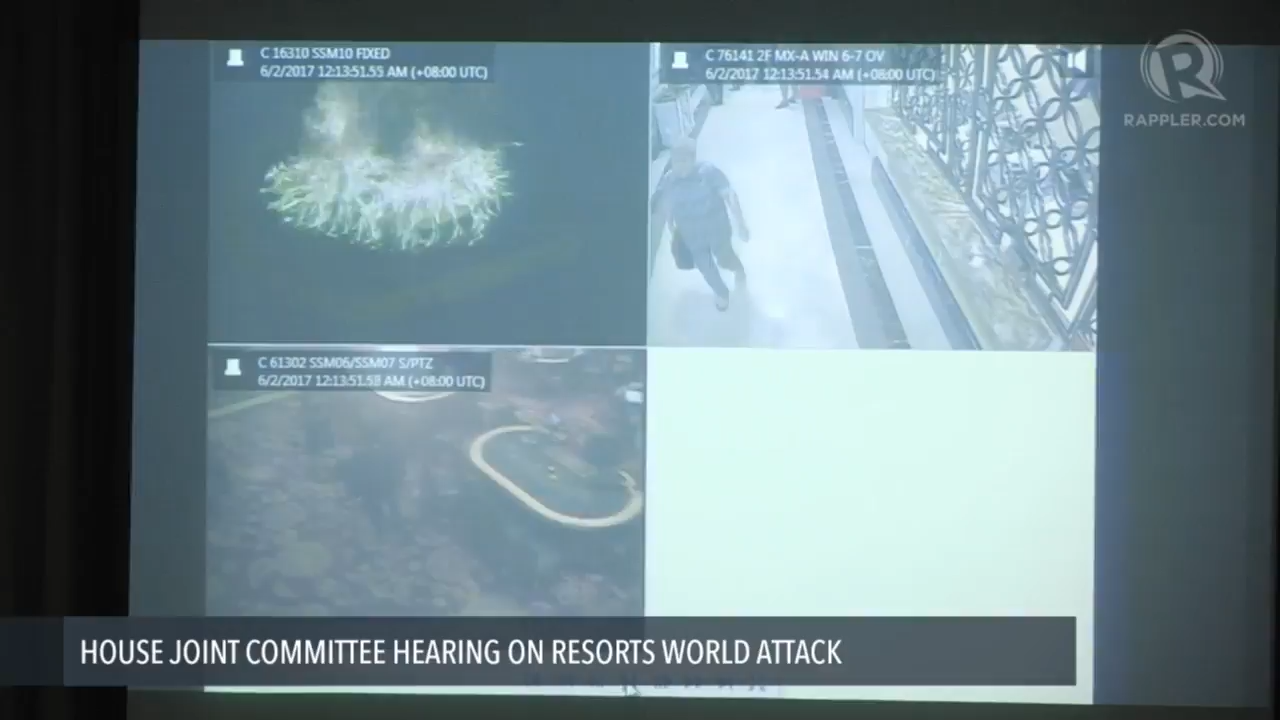 C 16310 SSM10 FIXED
6/2/2017 12:13:51.55 AM (+08:00 UTC)
C 76141 2F MX-A WIN 6-7 OV
6/2/2017 12:13:51.54 AM (+08:00 UTC)
RAPPLER.COM
C 61302 SSM06/SSM07 S/PTZ
6/2/2017 12:13:51.58 AM (+08:00 UTC)
HOUSE JOINT COMMITTEE HEARING ON RESORTS WORLD ATTACK